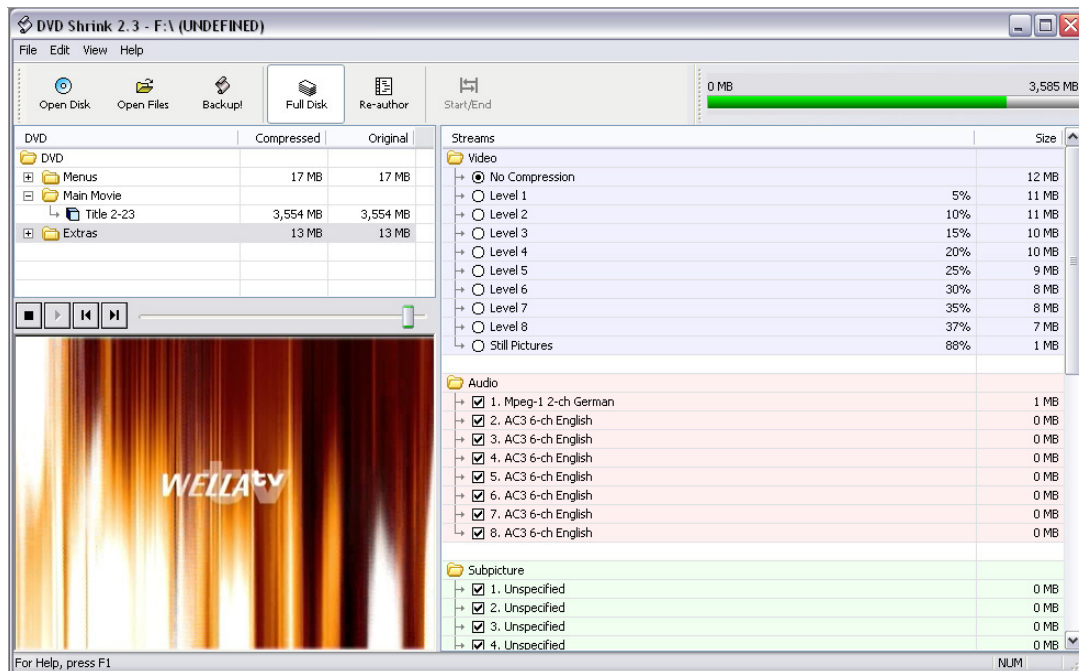 DVD Shrink 2.3 - F:\ (UNDEFINED)
File Edit View Help
Open Disk Open Files Backup! Full Disk Re-author Start/End
0 MB 3,585 MB
DVD Compressed Original
DVD
Menus 17 MB 17 MB
Main Movie
Title 2-23 3,554 MB 3,554 MB
Extras 13 MB 13 MB
WELLA tv
Streams Size
Video
No Compression 12 MB
Level 1 5% 11 MB
Level 2 10% 11 MB
Level 3 15% 10 MB
Level 4 20% 10 MB
Level 5 25% 9 MB
Level 6 30% 8 MB
Level 7 35% 8 MB
Level 8 37% 7 MB
Still Pictures 88% 1 MB
Audio
1. Mpeg-1 2-ch German 1 MB
2. AC3 6-ch English 0 MB
3. AC3 6-ch English 0 MB
4. AC3 6-ch English 0 MB
5. AC3 6-ch English 0 MB
6. AC3 6-ch English 0 MB
7. AC3 6-ch English 0 MB
8. AC3 6-ch English 0 MB
Subpicture
1. Unspecified 0 MB
2. Unspecified 0 MB
3. Unspecified 0 MB
4. Unspecified 0 MB
For Help, press F1 NUM